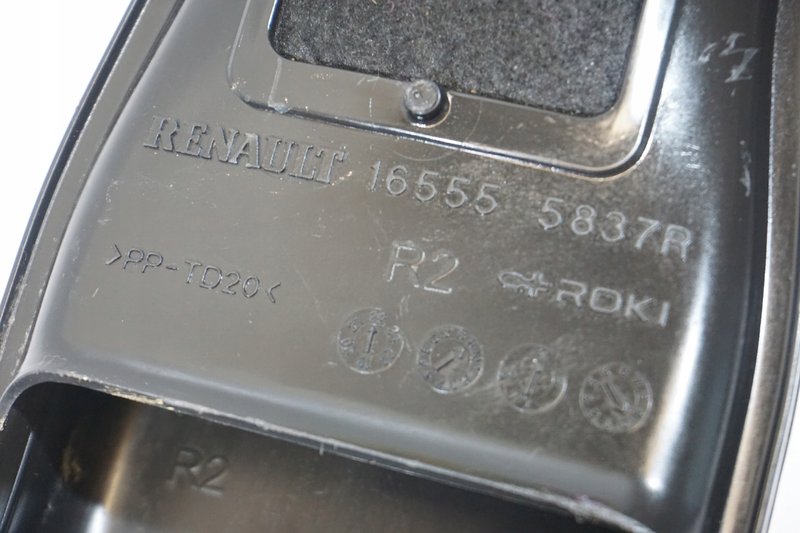 RENAULT 16555 5837R
>PP-TD20< R2 ROKI
R2